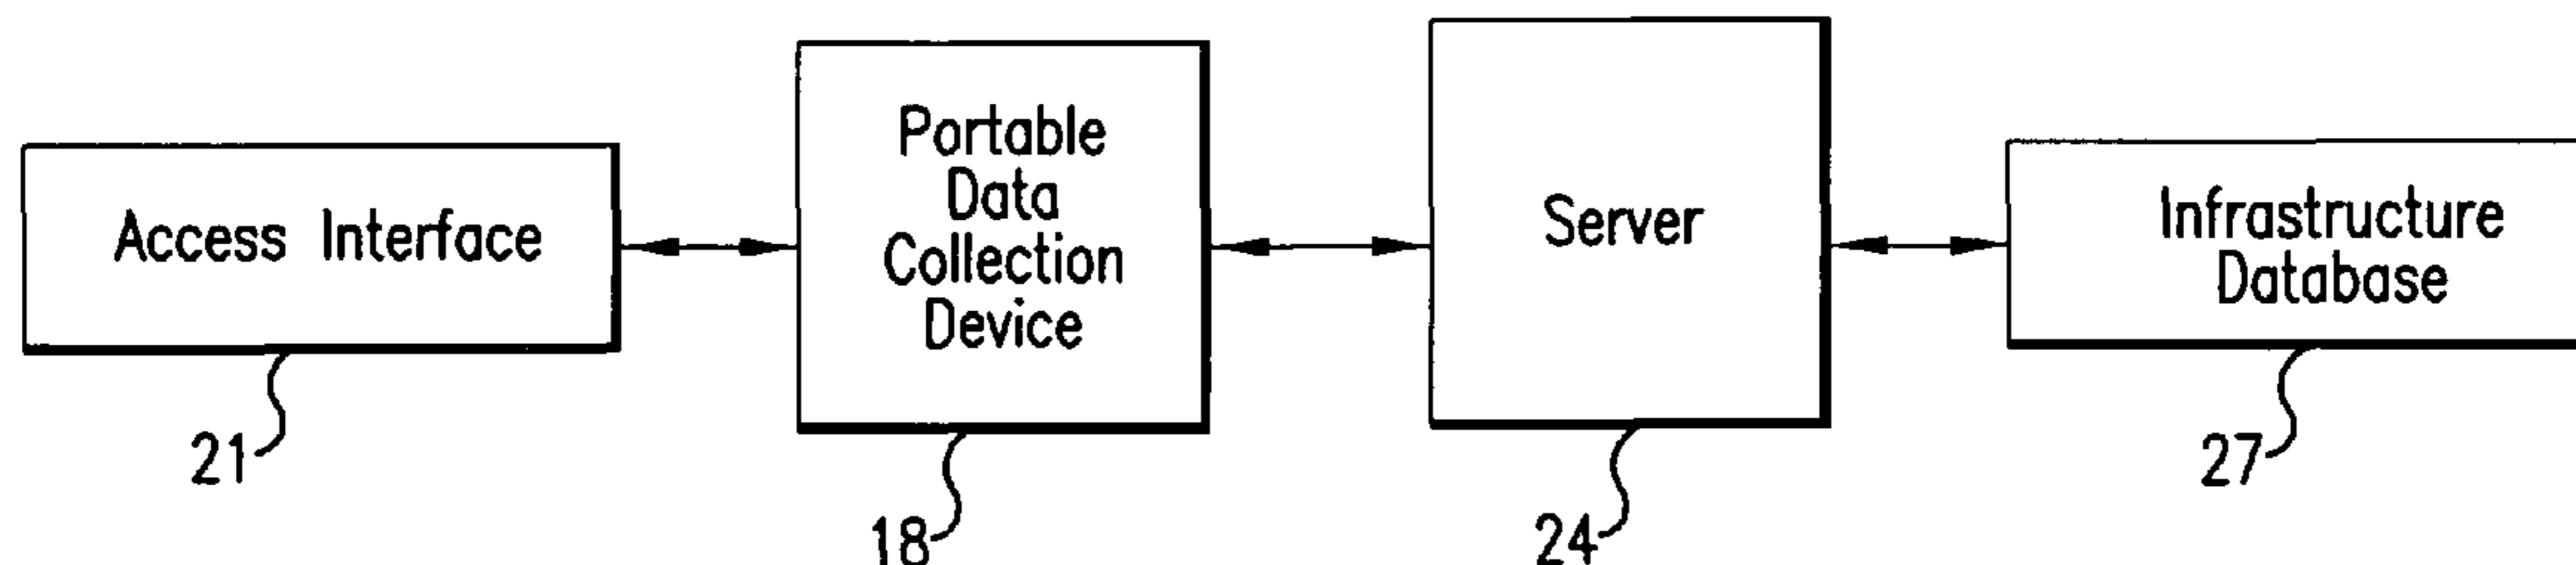 Access Interface
Portable
Data
Collection
Device
Server
Infrastructure
Database
21
18
24
27